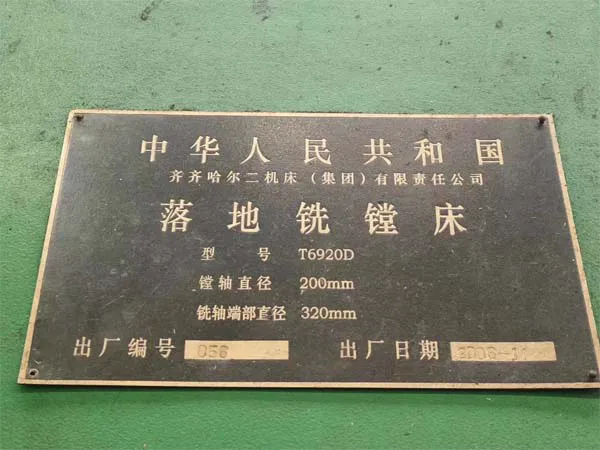 中华人民共和国
齐齐哈尔二机床（集团）有限责任公司
落地铣镗床
型号 T6920D
镗轴直径 200mm
铣轴端部直径 320mm
出厂编号 056 出厂日期 2006-11